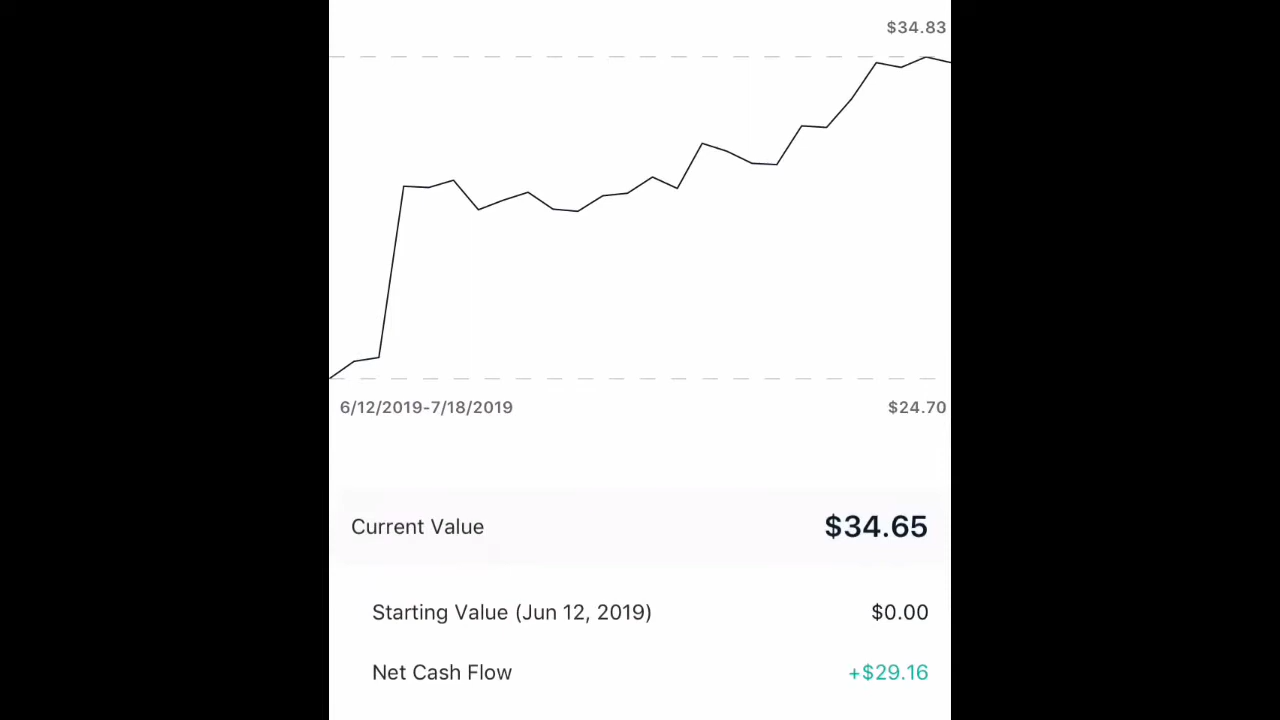 $34.83
6/12/2019-7/18/2019 $24.70
Current Value $34.65
Starting Value (Jun 12, 2019) $0.00
Net Cash Flow +$29.16